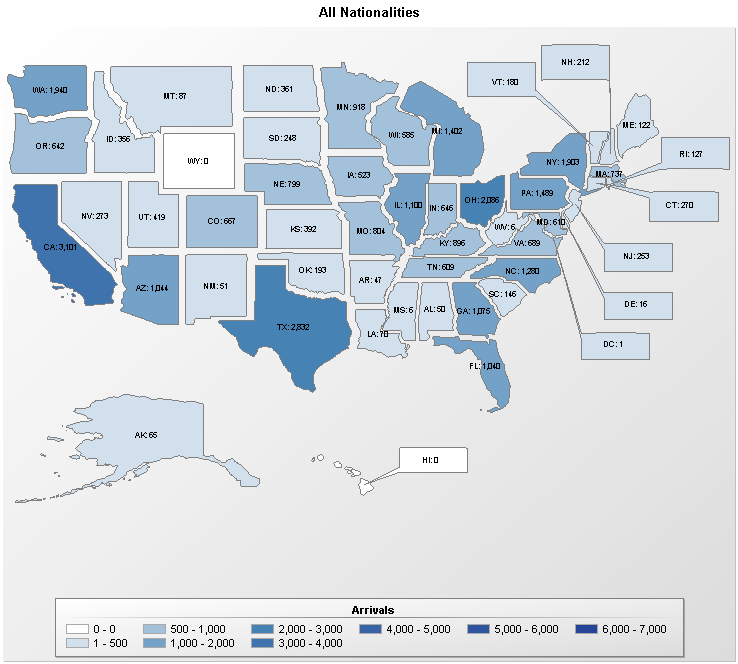 All Nationalities
NH: 212
VT: 180
WA: 1,940
MT: 87
ND: 361
MN: 918
ME: 122
OR: 642
ID: 356
SD: 248
WI: 585
MI: 1,402
NY: 1,903
RI: 127
WY: 0
MA: 737
NE: 799
IA: 523
PA: 1,489
CT: 270
NV: 273
UT: 419
CO: 667
IL: 1,100
IN: 646
OH: 2,086
CA: 3,101
KS: 392
MO: 804
KY: 896
WV: 6
MD: 610
VA: 689
NJ: 253
AZ: 1,044
NM: 51
OK: 193
AR: 47
TN: 609
NC: 1,280
SC: 146
DE: 16
TX: 2,832
LA: 70
MS: 6
AL: 50
GA: 1,075
DC: 1
FL: 1,040
AK: 65
HI: 0
Arrivals
0 - 0
500 - 1,000
2,000 - 3,000
4,000 - 5,000
5,000 - 6,000
6,000 - 7,000
1 - 500
1,000 - 2,000
3,000 - 4,000